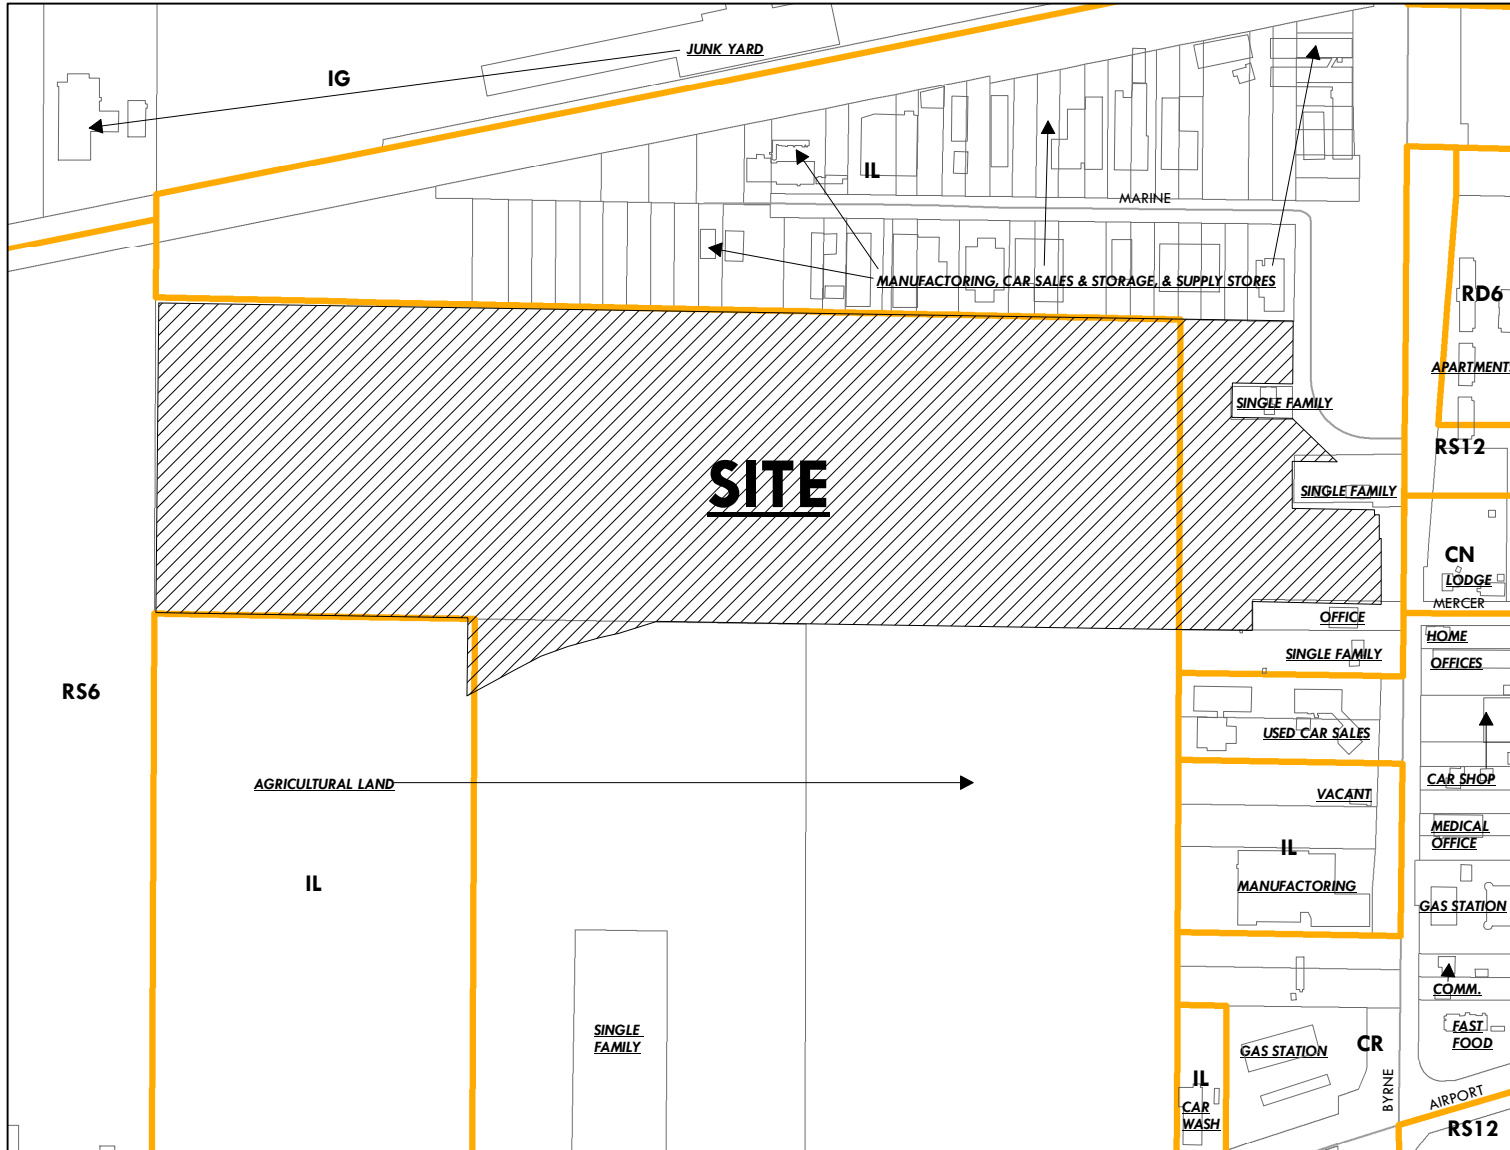 JUNK YARD
IG
IL
MARINE
MANUFACTORING, CAR SALES & STORAGE, & SUPPLY STORES
RD6
APARTMENT
SINGLE FAMILY
RS12
SITE
SINGLE FAMILY
CN
LODGE
MERCER
OFFICE
HOME
OFFICES
SINGLE FAMILY
RS6
USED CAR SALES
AGRICULTURAL LAND
CAR SHOP
VACANT
MEDICAL
OFFICE
IL
IL
MANUFACTORING
GAS STATION
COMM.
SINGLE
FAMILY
FAST
FOOD
GAS STATION
CR
IL
BYRNE
AIRPORT
CAR
WASH
RS12